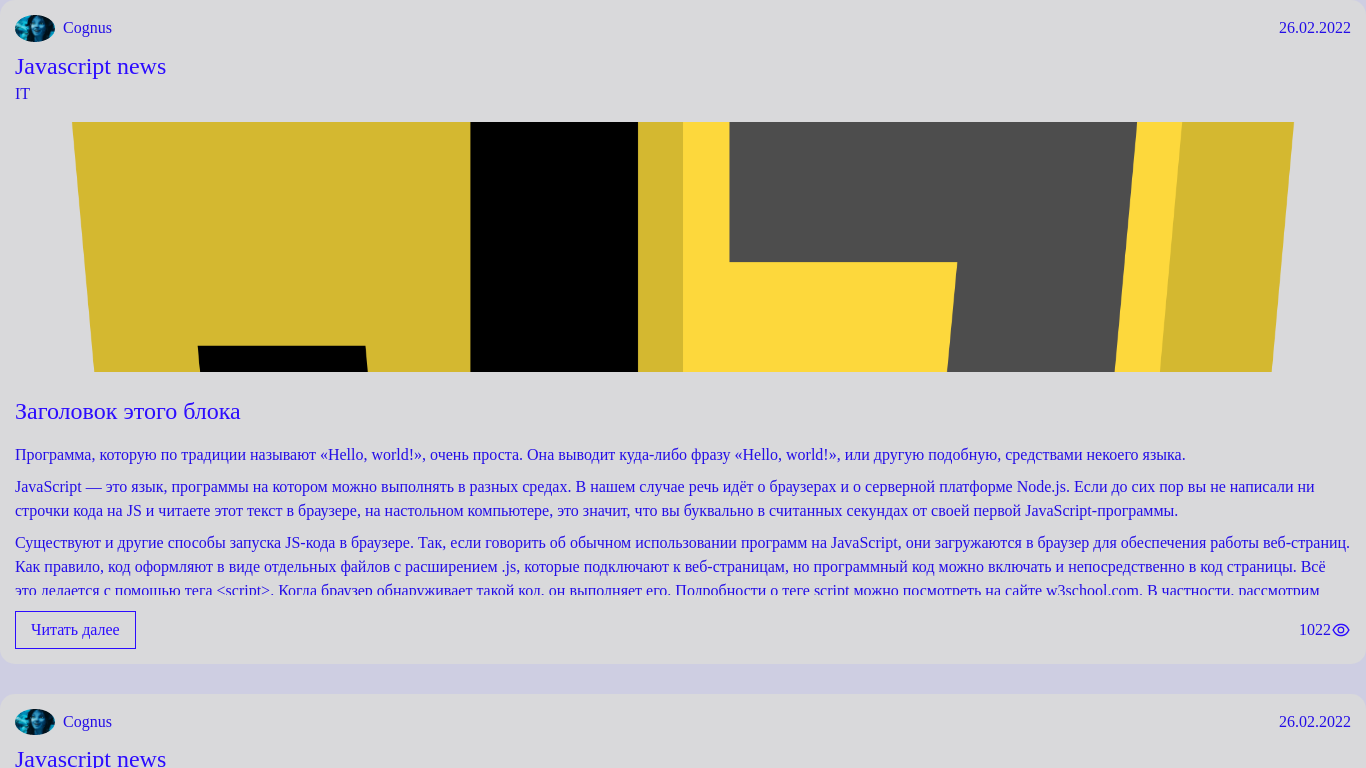 Cognus
26.02.2022
Javascript news
IT
Заголовок этого блока
Программа, которую по традиции называют «Hello, world!», очень проста. Она выводит куда-либо фразу «Hello, world!», или другую подобную, средствами некоего языка.
JavaScript — это язык, программы на котором можно выполнять в разных средах. В нашем случае речь идёт о браузерах и о серверной платформе Node.js. Если до сих пор вы не написали ни
строчки кода на JS и читаете этот текст в браузере, на настольном компьютере, это значит, что вы буквально в считанных секундах от своей первой JavaScript-программы.
Существуют и другие способы запуска JS-кода в браузере. Так, если говорить об обычном использовании программ на JavaScript, они загружаются в браузер для обеспечения работы веб-страниц.
Как правило, код оформляют в виде отдельных файлов с расширением .js, которые подключают к веб-страницам, но программный код можно включать и непосредственно в код страницы. Всё
это делается с помощью тега <script>. Когда браузер обнаруживает такой код, он выполняет его. Подробности о теге script можно посмотреть на сайте w3school.com. В частности, рассмотрим
Читать далее
1022
Cognus
26.02.2022
Javascript news